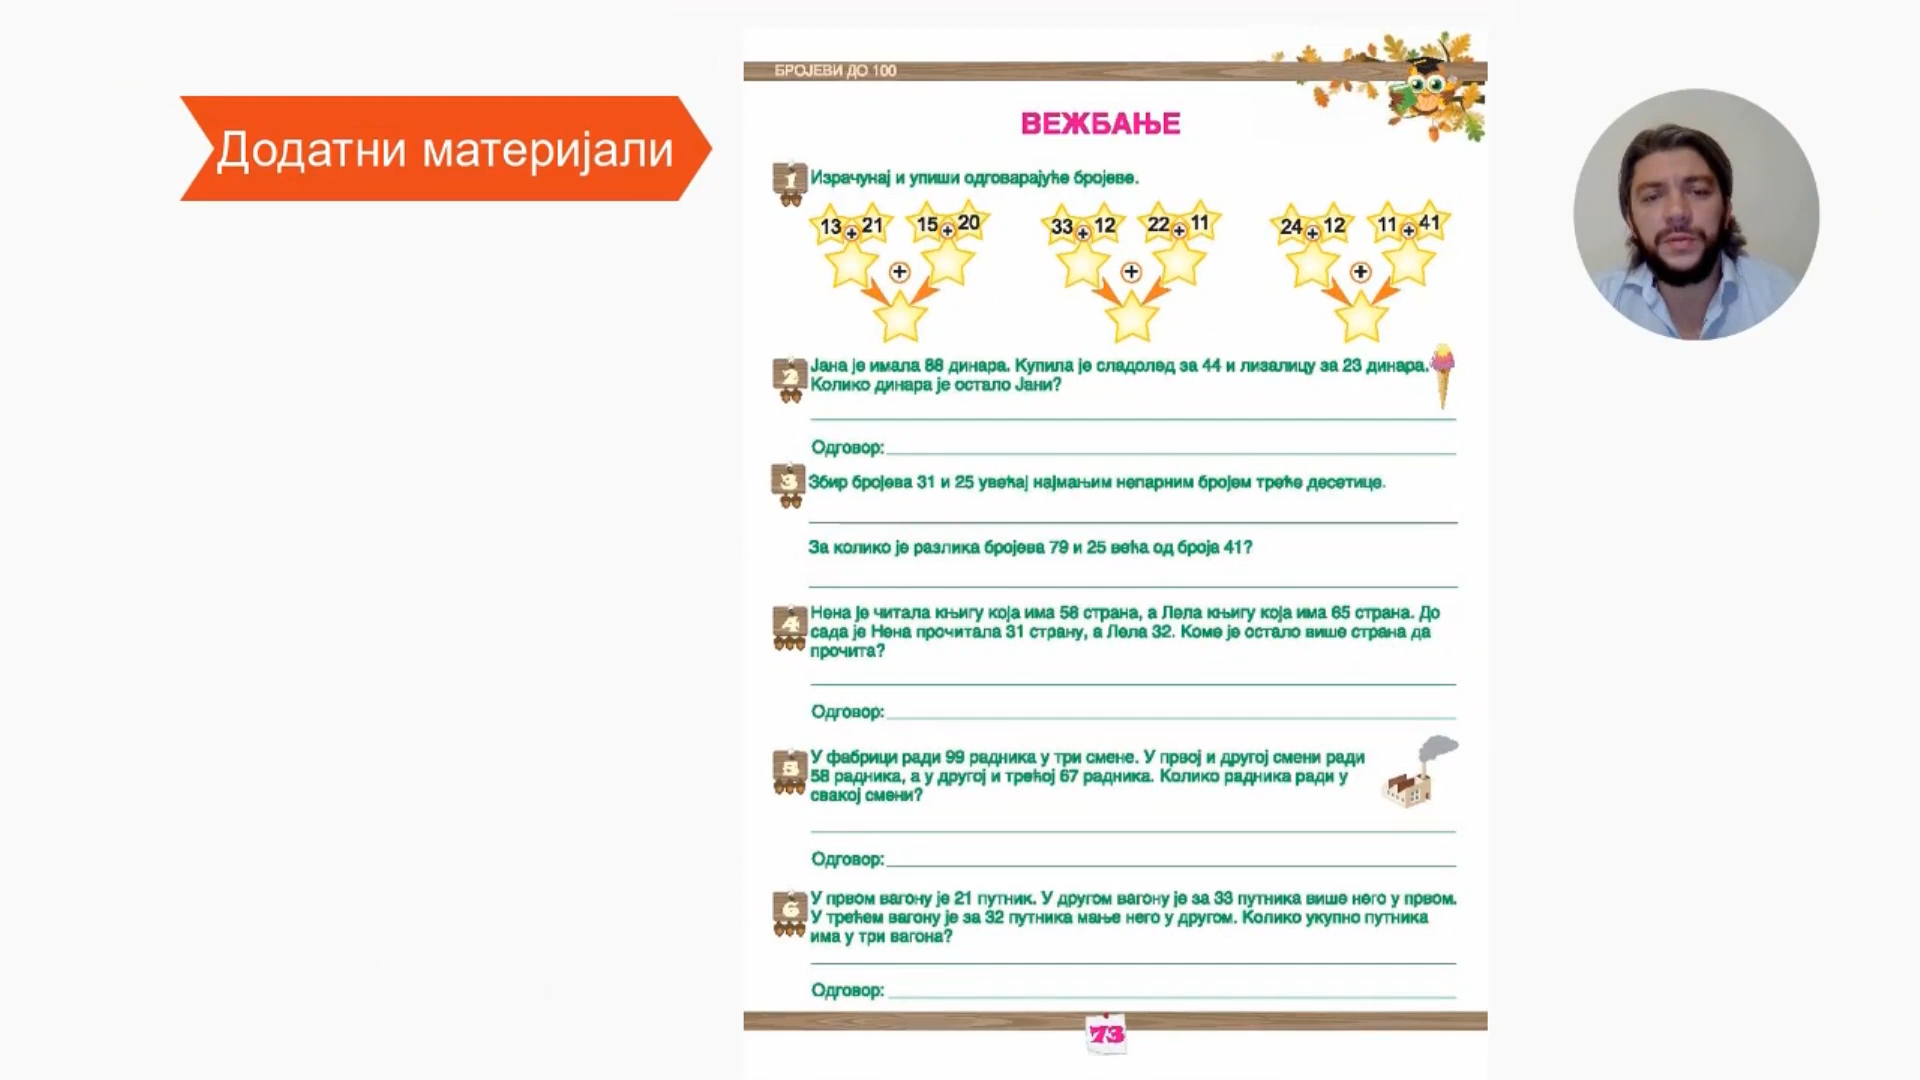 Додатни материјали
БРОЈЕВИ ДО 100
ВЕЖБАЊЕ
1 Израчунај и упиши одговарајуће бројеве.
13 + 21 15 + 20 33 + 12 22 + 11 24 + 12 11 + 41
+ + +
2 Јана је имала 88 динара. Купила је сладолед за 44 и лизалицу за 23 динара.
Колико динара је остало Јани?
Одговор:
3 Збир бројева 31 и 25 увећај најмањим непарним бројем треће десетице.
За колико је разлика бројева 79 и 25 већа од броја 41?
4 Нена је читала књигу која има 58 страна, а Лела књигу која има 65 страна. До
сада је Нена прочитала 31 страну, а Лела 32. Коме је остало више страна да
прочита?
Одговор:
5 У фабрици ради 99 радника у три смене. У првој и другој смени ради
58 радника, а у другој и трећој 67 радника. Колико радника ради у
свакој смени?
Одговор:
6 У првом вагону је 21 путник. У другом вагону је за 33 путника више него у првом.
У трећем вагону је за 32 путника мање него у другом. Колико укупно путника
има у три вагона?
Одговор:
73